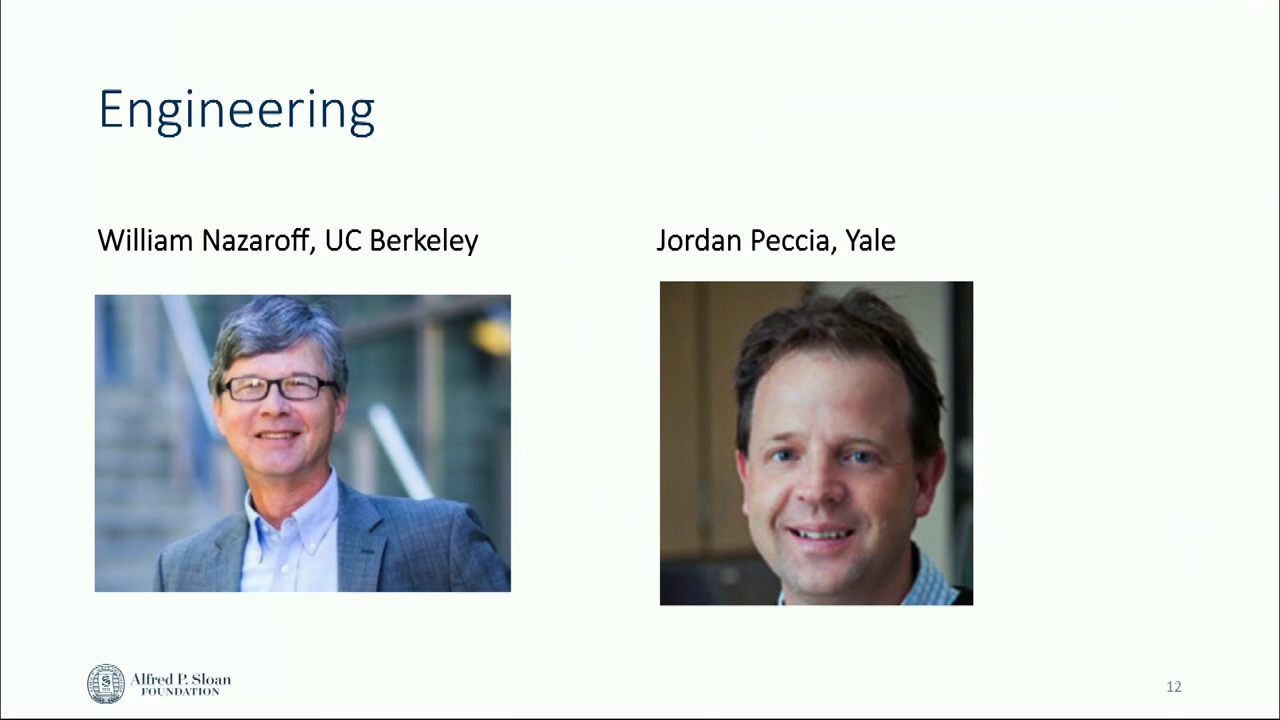 Engineering
William Nazaroff, UC Berkeley
Jordan Peccia, Yale
Alfred P. Sloan
FOUNDATION
12